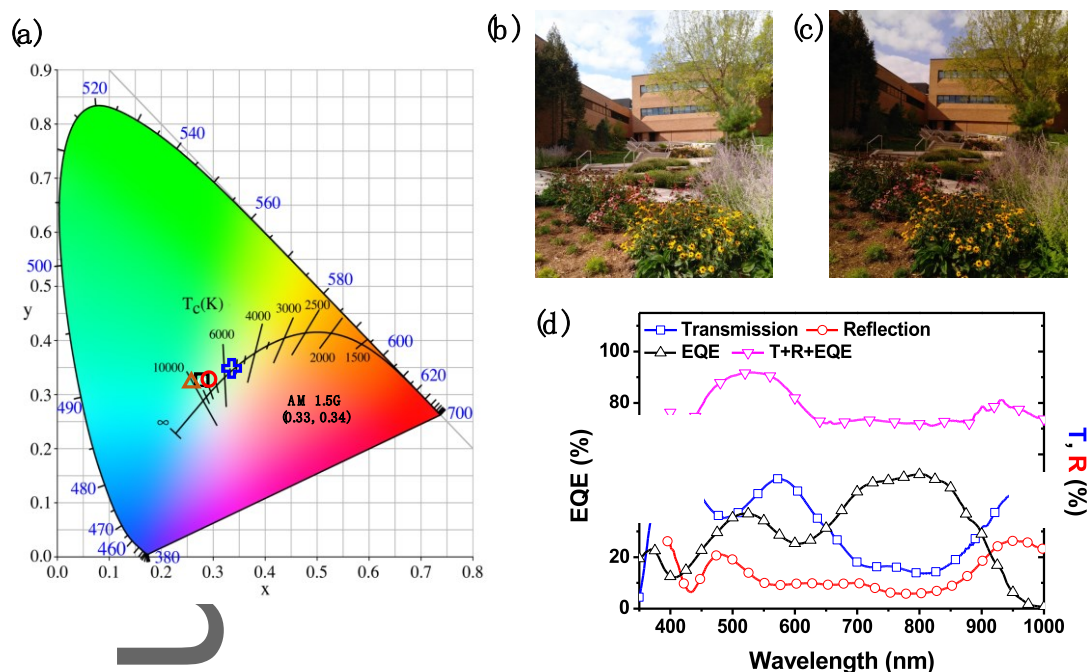 (a)
0.9
0.8
0.7
0.6
0.5
0.4
0.3
0.2
0.1
0.0
y
0.0 0.1 0.2 0.3 0.4 0.5 0.6 0.7 0.8
x
520
540
560
580
600
620
700
500
490
480
470
460
380
Tc(K)
∞
10000
6000
4000
3000
2500
2000
1500
AM 1.5G
(0.33, 0.34)
(b)
(c)
(d)
Transmission Reflection
EQE T+R+EQE
EQE (%)
100
80
20
0
T, R (%)
400 500 600 700 800 900 1000
Wavelength (nm)